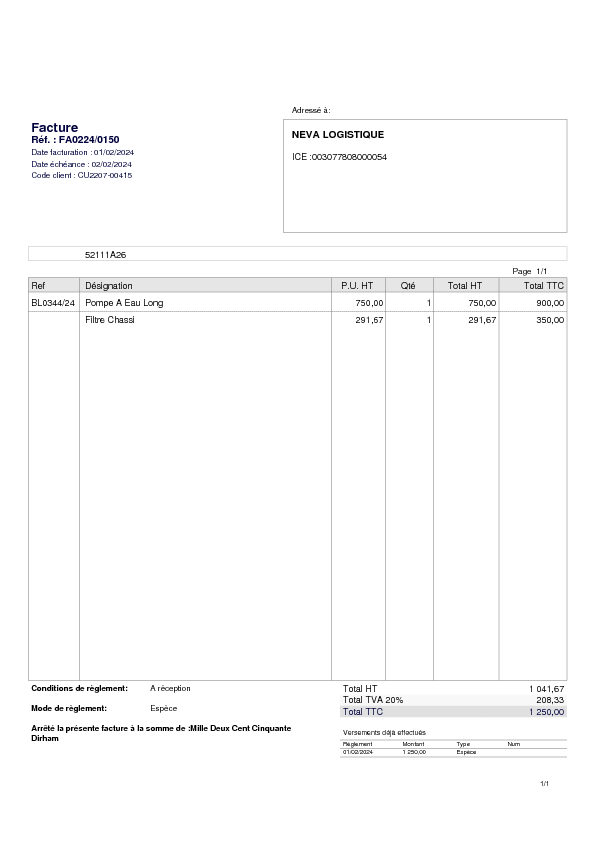 Adressé à:
Facture
Réf. : FA0224/0150
Date facturation : 01/02/2024
Date échéance : 02/02/2024
Code client : CU2207-00415
NEVA LOGISTIQUE
ICE :003077808000054
52111A26
Page 1/1
Ref Désignation P.U. HT Qté Total HT Total TTC
BL0344/24 Pompe A Eau Long 750,00 1 750,00 900,00
Filtre Chassi 291,67 1 291,67 350,00
Conditions de règlement: A réception
Total HT 1 041,67
Total TVA 20% 208,33
Mode de règlement: Espèce
Total TTC 1 250,00
Arrêté la présente facture à la somme de :Mille Deux Cent Cinquante
Dirham
Versements déjà effectués
Règlement Montant Type Num
01/02/2024 1 250,00 Espèce
1/1